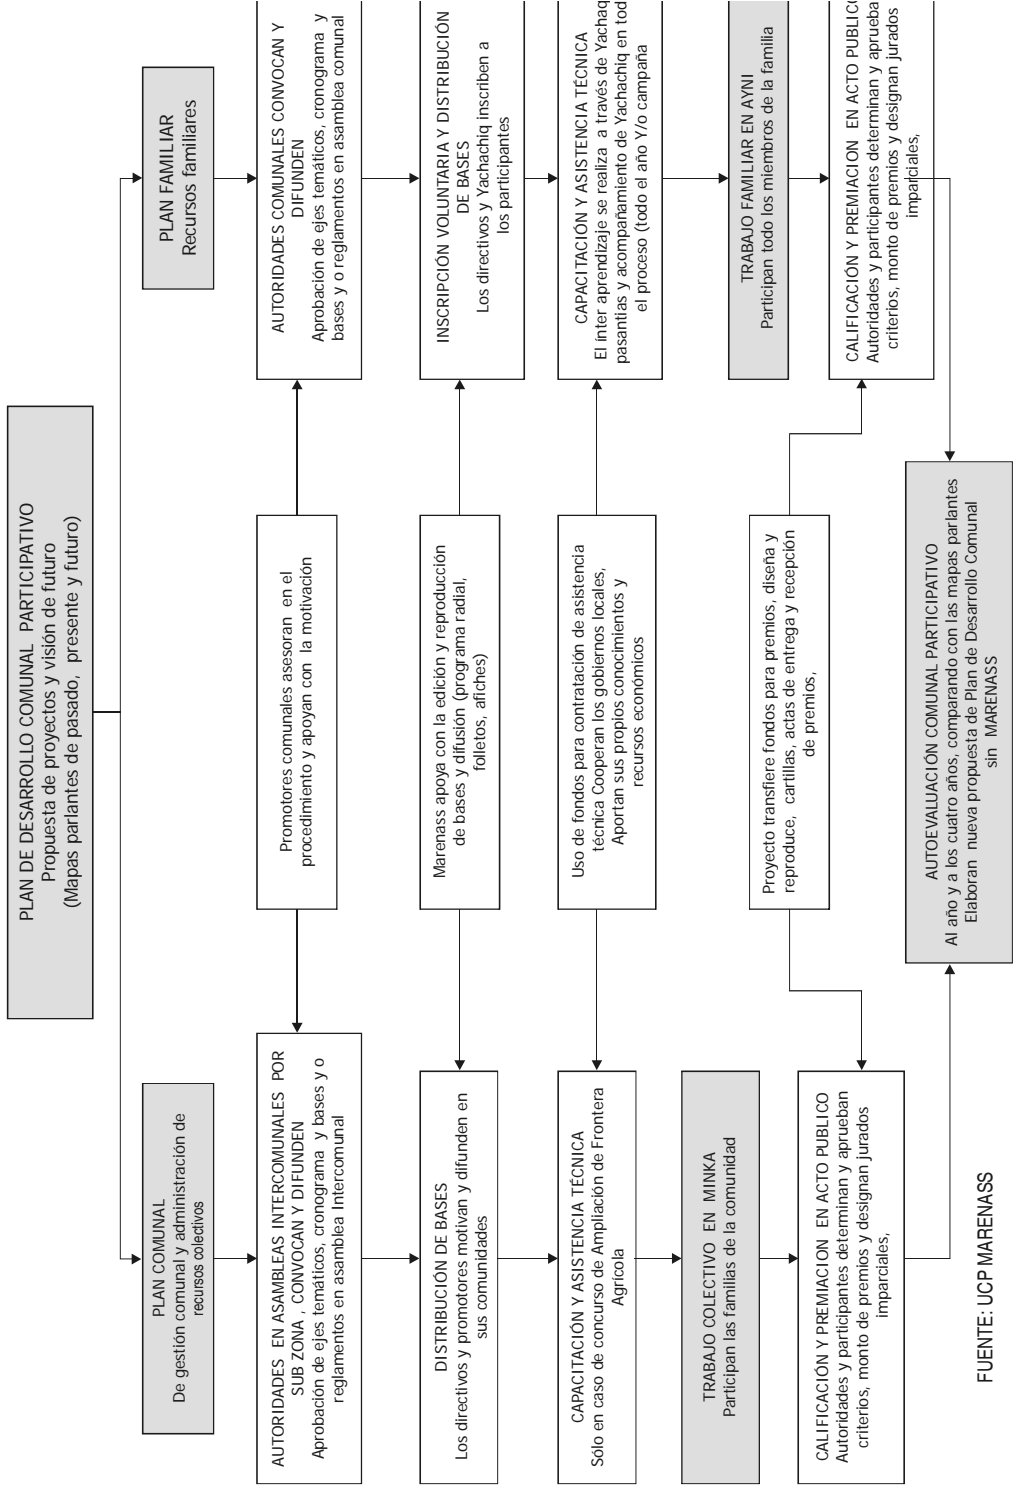 PLAN DE DESARROLLO COMUNAL PARTICIPATIVO
Propuesta de proyectos y visión de futuro
(Mapas parlantes de pasado, presente y futuro)
PLAN COMUNAL
De gestión comunal y administración de
recursos colectivos
PLAN FAMILIAR
Recursos familiares
AUTORIDADES EN ASAMBLEAS INTERCOMUNALES POR
SUB ZONA , CONVOCAN Y DIFUNDEN
Aprobación de ejes temáticos, cronograma y bases y o
reglamentos en asamblea Intercomunal
Promotores comunales asesoran en el
procedimiento y apoyan con la motivación
AUTORIDADES COMUNALES CONVOCAN Y
DIFUNDEN
Aprobación de ejes temáticos, cronograma y
bases y o reglamentos en asamblea comunal
DISTRIBUCIÓN DE BASES
Los directivos y promotores motivan y difunden en
sus comunidades
Marenass apoya con la edición y reproducción
de bases y difusión (programa radial,
folletos, afiches)
INSCRIPCIÓN VOLUNTARIA Y DISTRIBUCIÓN
DE BASES
Los directivos y Yachachiq inscriben a
los participantes
CAPACITACIÓN Y ASISTENCIA TÉCNICA
Sólo en caso de concurso de Ampliación de Frontera
Agrícola
Uso de fondos para contratación de asistencia
técnica Cooperan los gobiernos locales,
Aportan sus propios conocimientos y
recursos económicos
CAPACITACIÓN Y ASISTENCIA TÉCNICA
El ínter aprendizaje se realiza a través de
pasantias y acompañamiento de Yachachiq en
el proceso (todo el año Y/o campaña
TRABAJO COLECTIVO EN MINKA
Participan las familias de la comunidad
TRABAJO FAMILIAR EN AYNI
Participan todo los miembros de la familia
CALIFICACIÓN Y PREMIACION EN ACTO PUBLICO
Autoridades y participantes determinan y aprueban
criterios, monto de premios y designan jurados
imparciales,
Proyecto transfiere fondos para premios, diseña y
reproduce, cartillas, actas de entrega y recepción
de premios,
CALIFICACIÓN Y PREMIACION EN ACTO
Autoridades y participantes determinan y
criterios, monto de premios y designan jurados
imparciales,
AUTOEVALUACIÓN COMUNAL PARTICIPATIVO
Al año y a los cuatro años, comparando con las mapas parlantes
Elaboran nueva propuesta de Plan de Desarrollo Comunal
sin MARENASS
FUENTE: UCP MARENASS